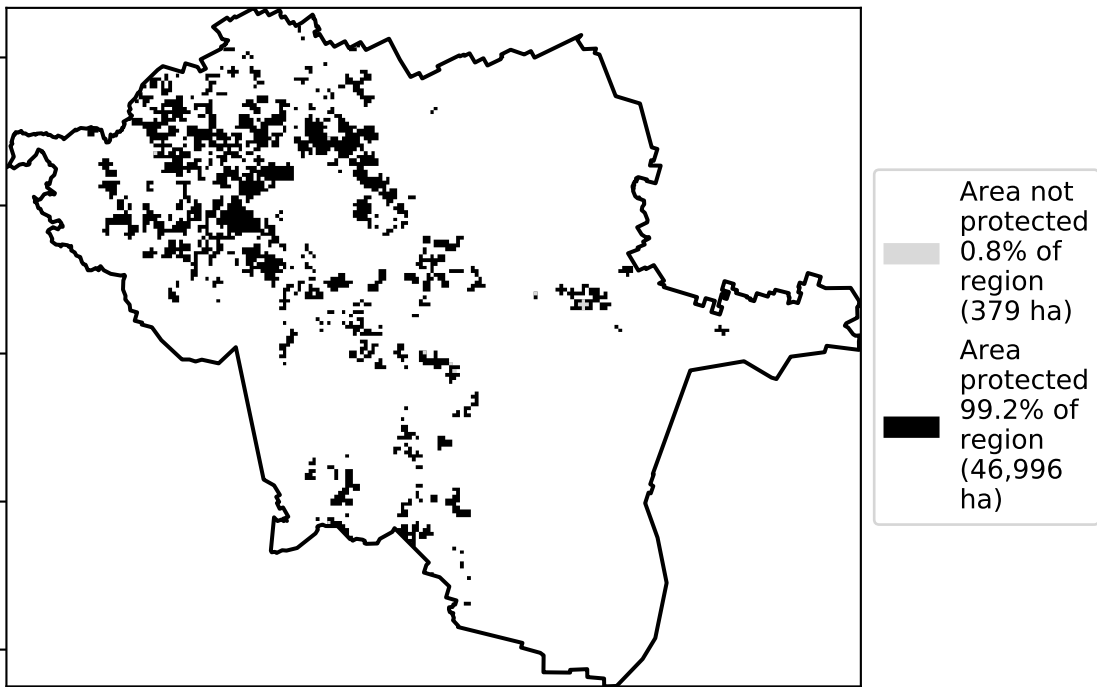 Area not
protected
0.8% of
region
(379 ha)
Area
protected
99.2% of
region
(46,996
ha)